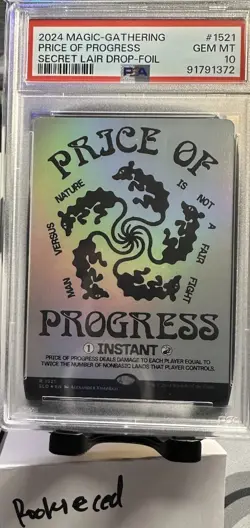 2024 MAGIC-GATHERING #1521
PRICE OF PROGRESS GEM MT
SECRET LAIR DROP-FOIL 10
PSA 91791372
PRICE OF
MAN VERSUS NATURE IS NOT A FAIR FIGHT
PROGRESS
1 INSTANT
PRICE OF PROGRESS DEALS DAMAGE TO EACH PLAYER EQUAL TO
TWICE THE NUMBER OF NONBASIC LANDS THAT PLAYER CONTROLS.
R 1521